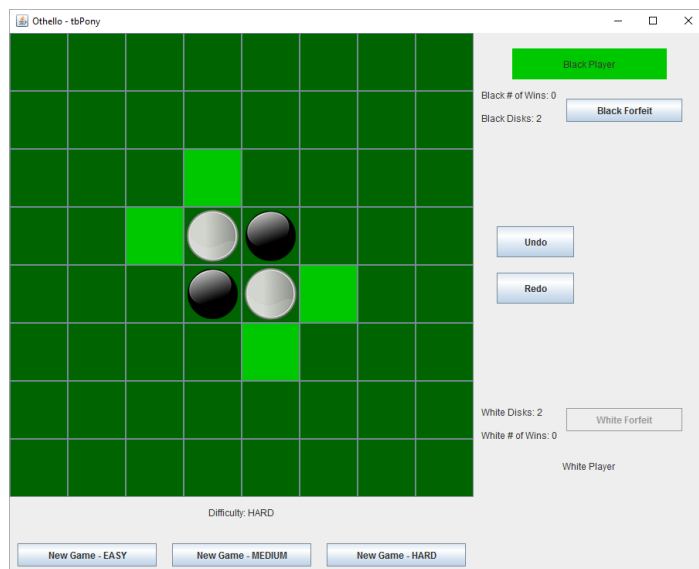 Othello - tbPony
Black Player
Black # of Wins: 0
Black Forfeit
Black Disks: 2
Undo
Redo
White Disks: 2
White Forfeit
White # of Wins: 0
White Player
Difficulty: HARD
New Game - EASY
New Game - MEDIUM
New Game - HARD